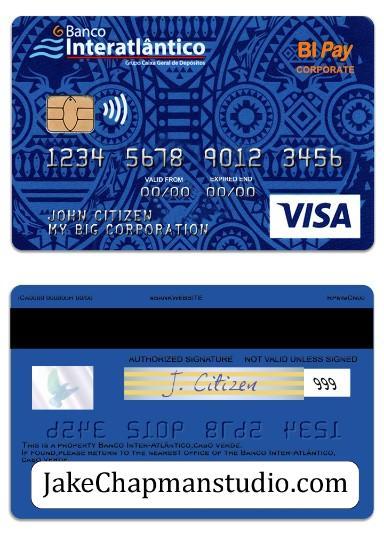 Banco
Interatlântico
Grupo Caixa Geral de Depósitos
BI Pay
CORPORATE
1234 5678 9012 3456
VALID FROM EXPIRED END
00/00 00/00
JOHN CITIZEN
MY BIG CORPORATION
VISA
#BANKWEBSITE
AUTHORIZED SIGNATURE NOT VALID UNLESS SIGNED
J. Citizen
999
THIS IS A PROPERTY BANCO INTER-ATLÂNTICO,CABO VERDE.
IF FOUND,PLEASE RETURN TO THE NEAREST OFFICE OF THE BANCO INTER-ATLÂNTICO,
CABO VERDE
JakeChapmanstudio.com